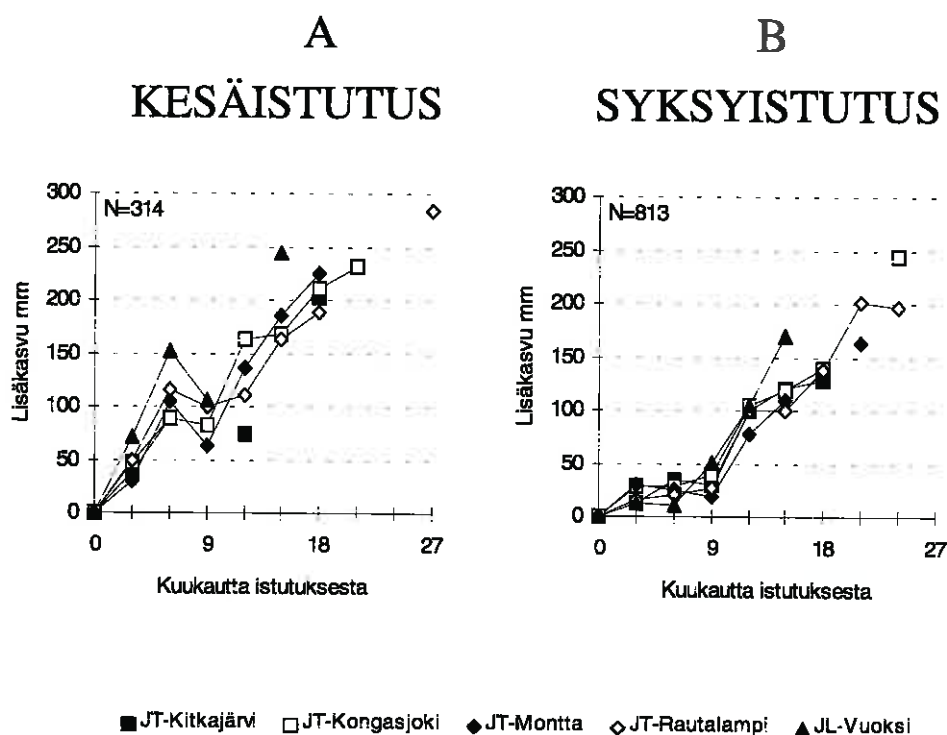 A
KESÄISTUTUS
Lisäkasvu mm
N=314
300
250
200
150
100
50
0
0 9 18 27
Kuukautta istutuksesta
B
SYKSYISTUTUS
Lisäkasvu mm
N=813
300
250
200
150
100
50
0
0 9 18 27
Kuukautta istutuksesta
JT-Kitkajärvi JT-Kongasjoki JT-Montta JT-Rautalampi JL-Vuoksi